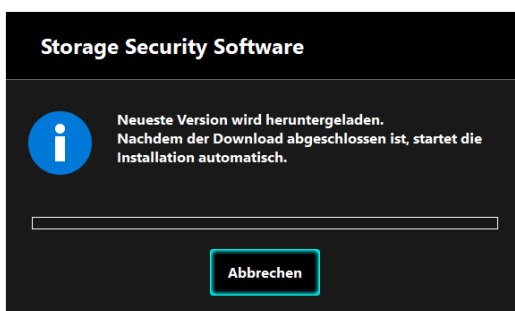 Storage Security Software
Neueste Version wird heruntergeladen.
Nachdem der Download abgeschlossen ist, startet die
Installation automatisch.
Abbrechen